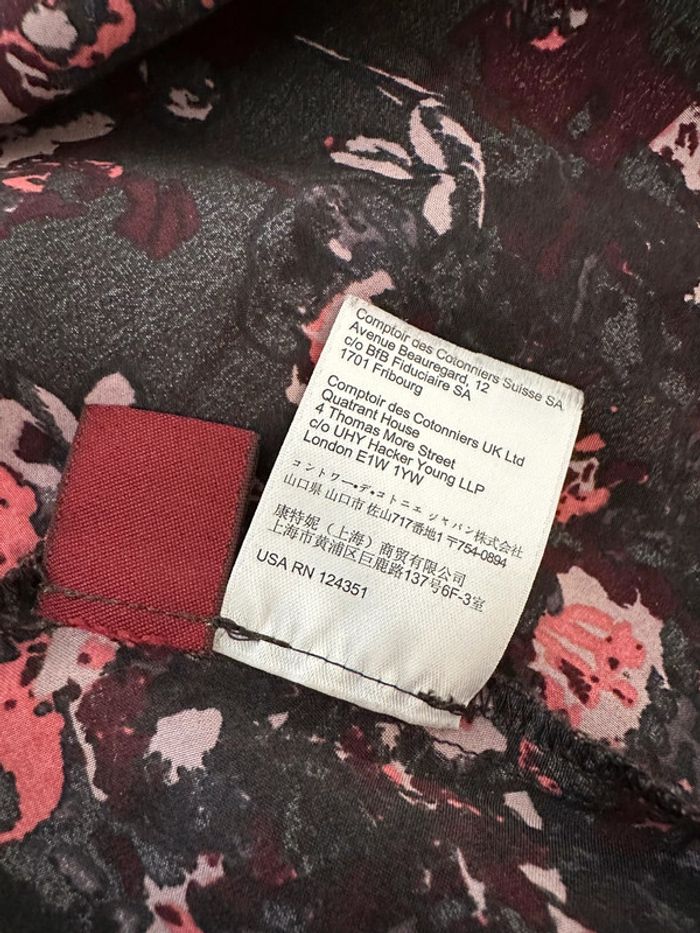 Comptoir des Cotonniers Suisse SA
Avenue Beauregard, 12
c/o BfB Fiduciaire SA
1701 Fribourg
Comptoir des Cotonniers UK Ltd
Quatrant House
4 Thomas More Street
c/o UHY Hacker Young LLP
London E1W 1YW
コントワー・デ・コトニエ ジャパン株式会社
山口県 山口市 佐山717番地1 〒754-0894
康特妮（上海）商贸有限公司
上海市黄浦区巨鹿路137号6F-3室
USA RN 124351